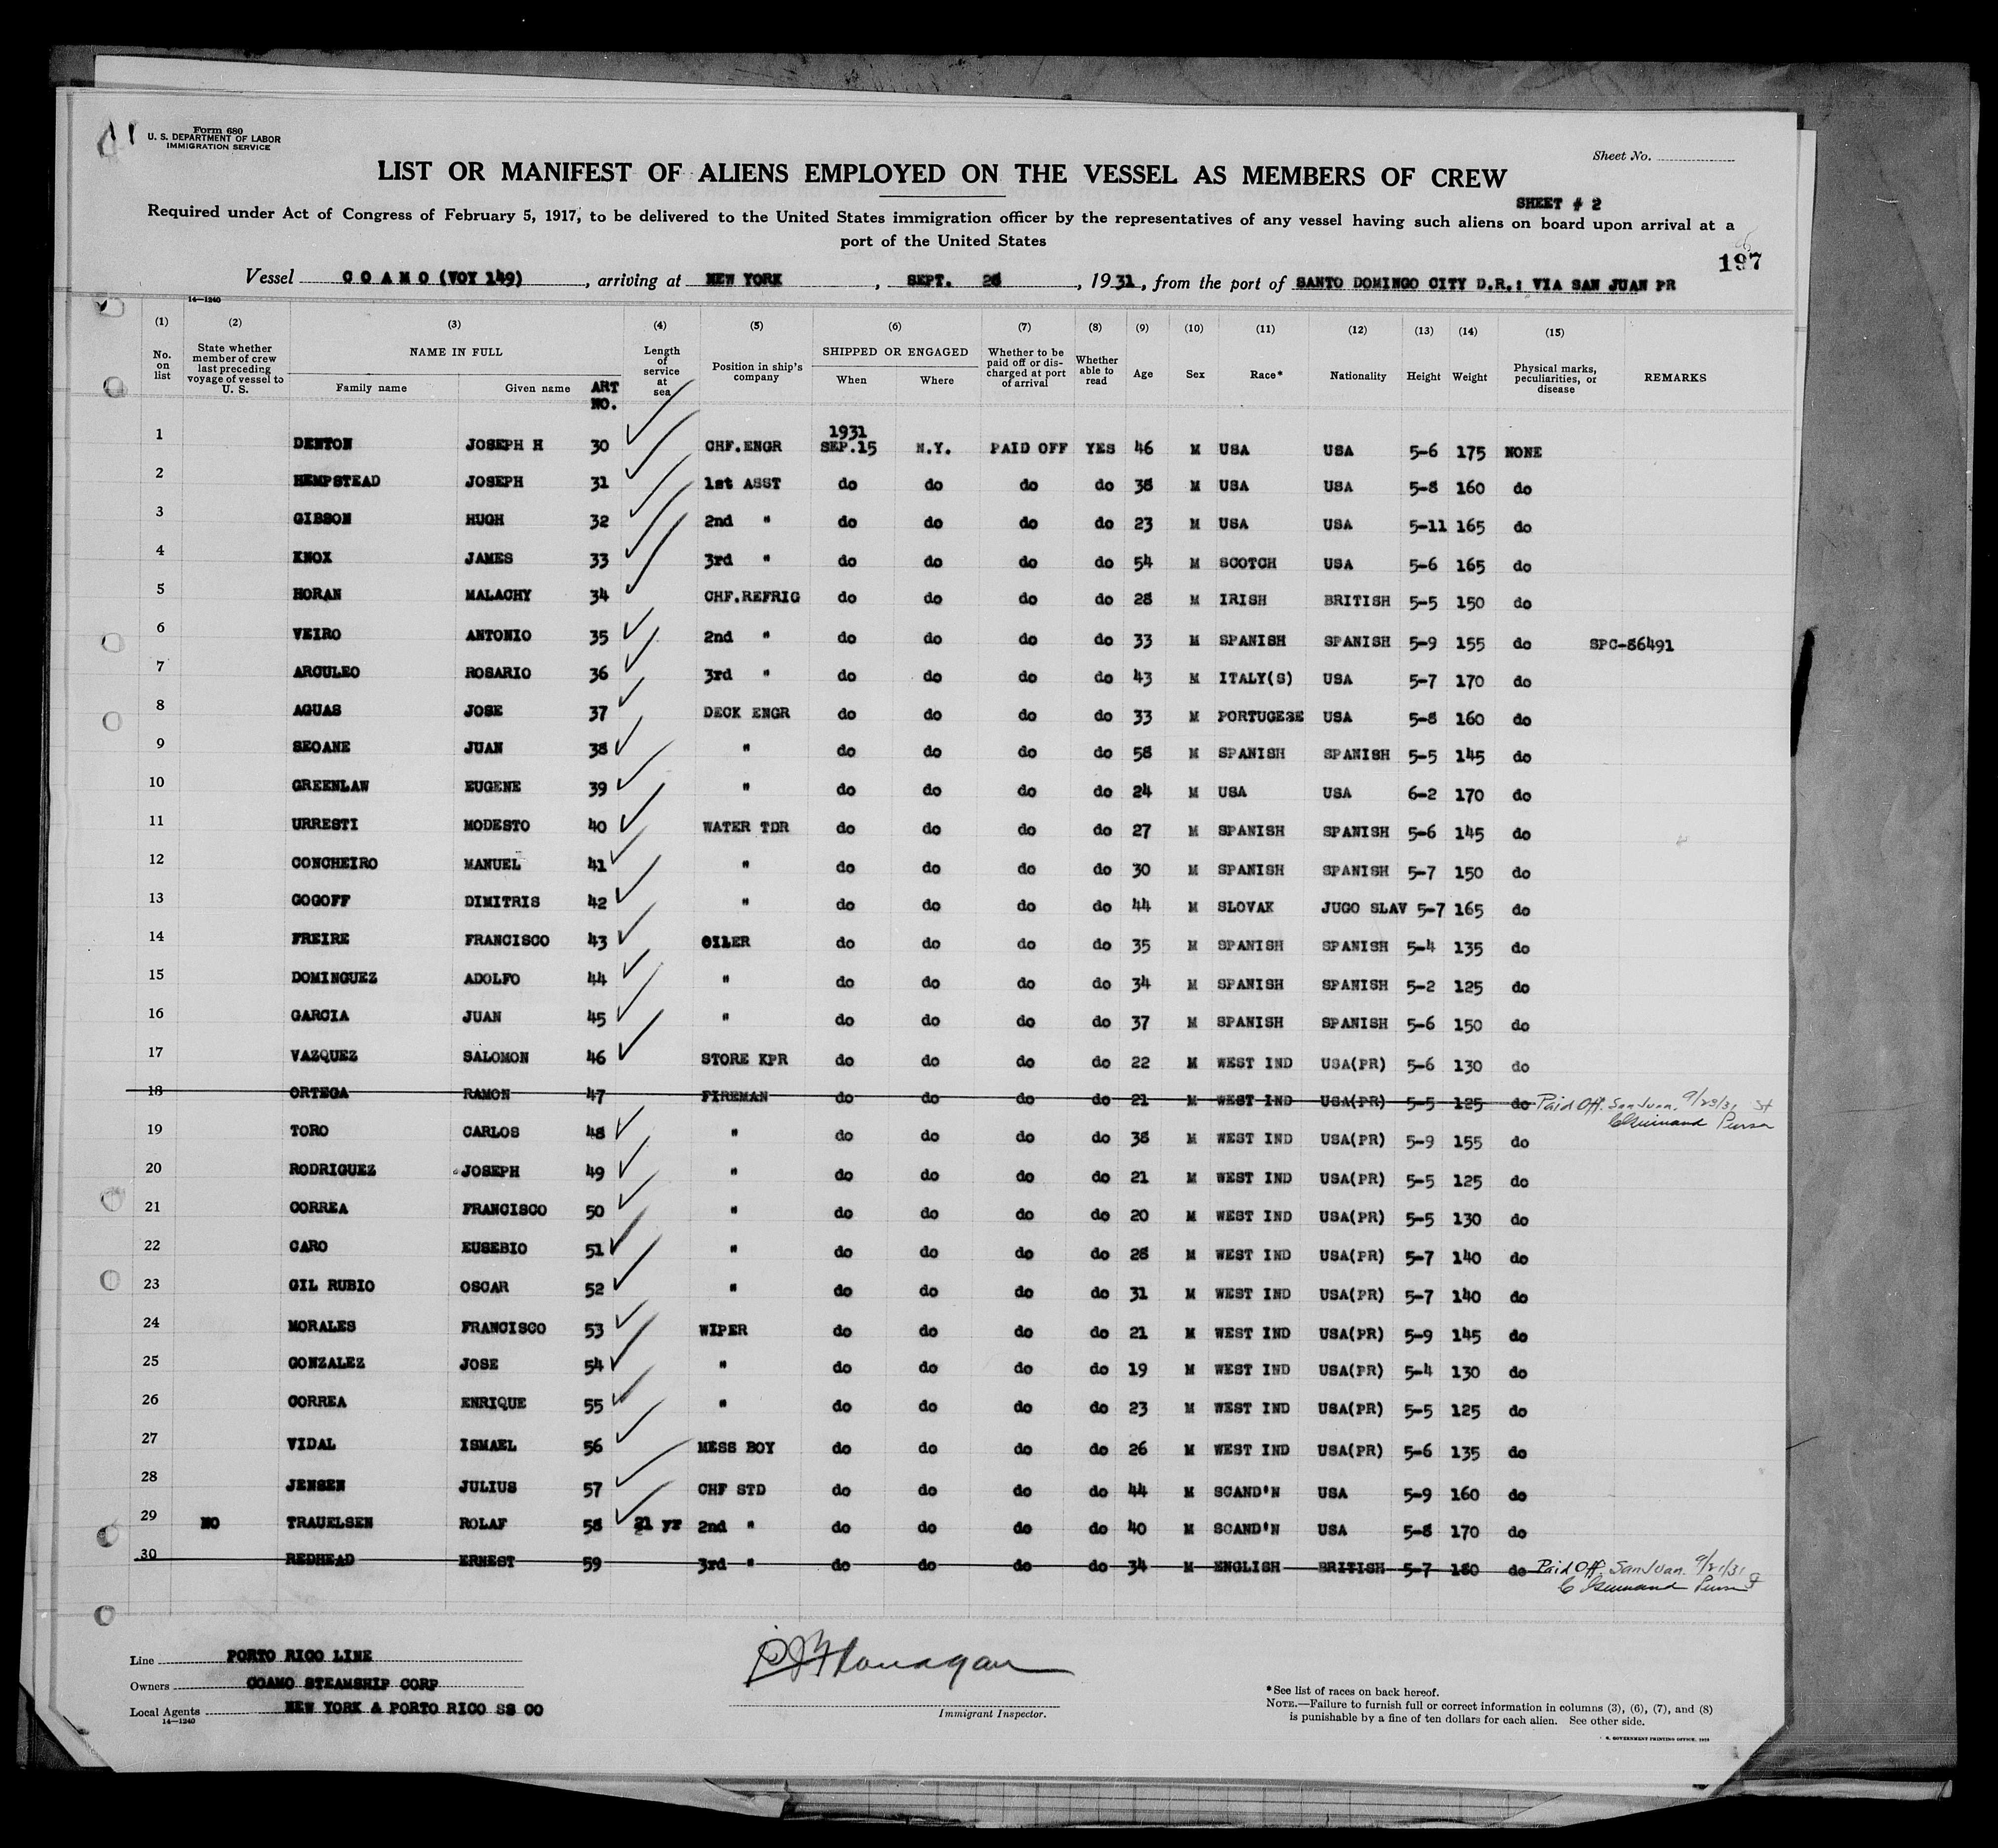 Form 680
U. S. DEPARTMENT OF LABOR
IMMIGRATION SERVICE
Sheet No.
LIST OR MANIFEST OF ALIENS EMPLOYED ON THE VESSEL AS MEMBERS OF CREW
SHEET # 2
Required under Act of Congress of February 5, 1917, to be delivered to the United States immigration officer by the representatives of any vessel having such aliens on board upon arrival at a
port of the United States
197
Vessel C O A M O (VOY 149), arriving at NEW YORK, SEPT. 28, 1931, from the port of SANTO DOMINGO CITY D.R.: VIA SAN JUAN PR
14—1240
(1) (2) (3) (4) (5) (6) (7) (8) (9) (10) (11) (12) (13) (14) (15)
No. on list State whether member of crew last preceding voyage of vessel to U. S. NAME IN FULL Family name Given name ART NO. Length of service at sea Position in ship's company SHIPPED OR ENGAGED When Where Whether to be paid off or discharged at port of arrival Whether able to read Age Sex Race* Nationality Height Weight Physical marks, peculiarities, or disease REMARKS
1931
1 DENTON JOSEPH H 30 CHF.ENGR SEP.15 N.Y. PAID OFF YES 46 M USA USA 5-6 175 NONE
2 HEMPSTEAD JOSEPH 31 1st ASST do do do do 38 M USA USA 5-8 160 do
3 GIBSON HUGH 32 2nd " do do do do 23 M USA USA 5-11 165 do
4 KNOX JAMES 33 3rd " do do do do 54 M SCOTCH USA 5-6 165 do
5 HORAN MALACHY 34 CHF.REFRIG do do do do 28 M IRISH BRITISH 5-5 150 do
6 VEIRO ANTONIO 35 2nd " do do do do 33 M SPANISH SPANISH 5-9 155 do SPC-86491
7 ARCULEO ROSARIO 36 3rd " do do do do 43 M ITALY(S) USA 5-7 170 do
8 AGUAS JOSE 37 DECK ENGR do do do do 33 M PORTUGESE USA 5-8 160 do
9 SEOANE JUAN 38 " do do do do 58 M SPANISH SPANISH 5-5 145 do
10 GREENLAW EUGENE 39 " do do do do 24 M USA USA 6-2 170 do
11 URRESTI MODESTO 40 WATER TDR do do do do 27 M SPANISH SPANISH 5-6 145 do
12 CONCHEIRO MANUEL 41 " do do do do 30 M SPANISH SPANISH 5-7 150 do
13 GOGOFF DIMITRIS 42 " do do do do 44 M SLOVAK JUGO SLAV 5-7 165 do
14 FREIRE FRANCISCO 43 OILER do do do do 35 M SPANISH SPANISH 5-4 135 do
15 DOMINGUEZ ADOLFO 44 " do do do do 34 M SPANISH SPANISH 5-2 125 do
16 GARCIA JUAN 45 " do do do do 37 M SPANISH SPANISH 5-6 150 do
17 VAZQUEZ SALOMON 46 STORE KPR do do do do 22 M WEST IND USA(PR) 5-6 130 do
18 ORTEGA RAMON 47 FIREMAN do do do do 21 M WEST IND USA(PR) 5-5 125 do Paid Off. San Juan. 9/23/31
Purser
19 TORO CARLOS 48 " do do do do 38 M WEST IND USA(PR) 5-9 155 do
20 RODRIGUEZ JOSEPH 49 " do do do do 21 M WEST IND USA(PR) 5-5 125 do
21 CORREA FRANCISCO 50 " do do do do 20 M WEST IND USA(PR) 5-5 130 do
22 CARO EUSEBIO 51 " do do do do 28 M WEST IND USA(PR) 5-7 140 do
23 GIL RUBIO OSCAR 52 " do do do do 31 M WEST IND USA(PR) 5-7 140 do
24 MORALES FRANCISCO 53 WIPER do do do do 21 M WEST IND USA(PR) 5-9 145 do
25 GONZALEZ JOSE 54 " do do do do 19 M WEST IND USA(PR) 5-4 130 do
26 CORREA ENRIQUE 55 " do do do do 23 M WEST IND USA(PR) 5-5 125 do
27 VIDAL ISMAEL 56 MESS BOY do do do do 26 M WEST IND USA(PR) 5-6 135 do
28 JENSEN JULIUS 57 CHF STD do do do do 44 M SCAND'N USA 5-9 160 do
29 NO TRAUELSEN ROLAF 58 21 yr 2nd " do do do do 40 M SCAND'N USA 5-8 170 do
30 REDHEAD ERNEST 59 3rd " do do do do 34 M ENGLISH BRITISH 5-7 180 do Paid Off. San Juan. 9/21/31
Purser
Line PORTO RICO LINE
Owners COAMO STEAMSHIP CORP
Local Agents NEW YORK & PORTO RICO SS CO
14—1240
Flanagan
Immigrant Inspector.
*See list of races on back hereof.
NOTE.—Failure to furnish full or correct information in columns (3), (6), (7), and (8)
is punishable by a fine of ten dollars for each alien. See other side.
GOVERNMENT PRINTING OFFICE